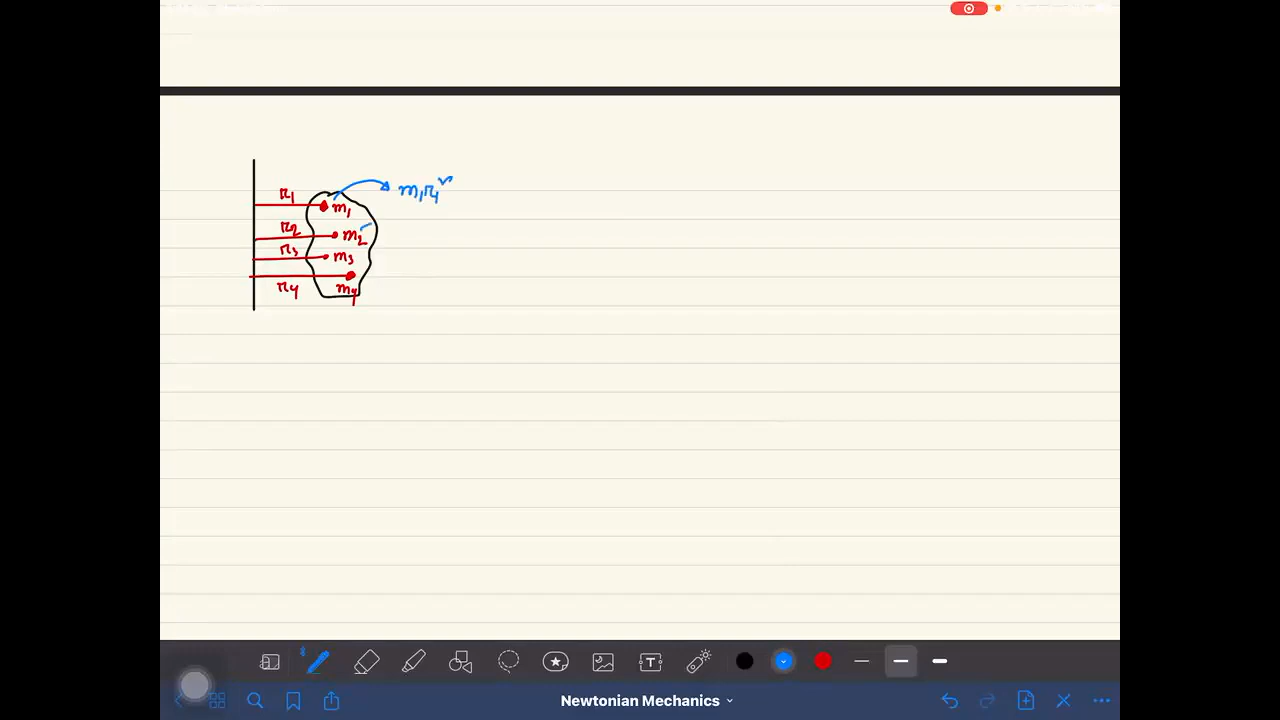 r₁ m₁ m₁r₁²
r₂ m₂
r₃ m₃
r₄ m₄
T
Newtonian Mechanics